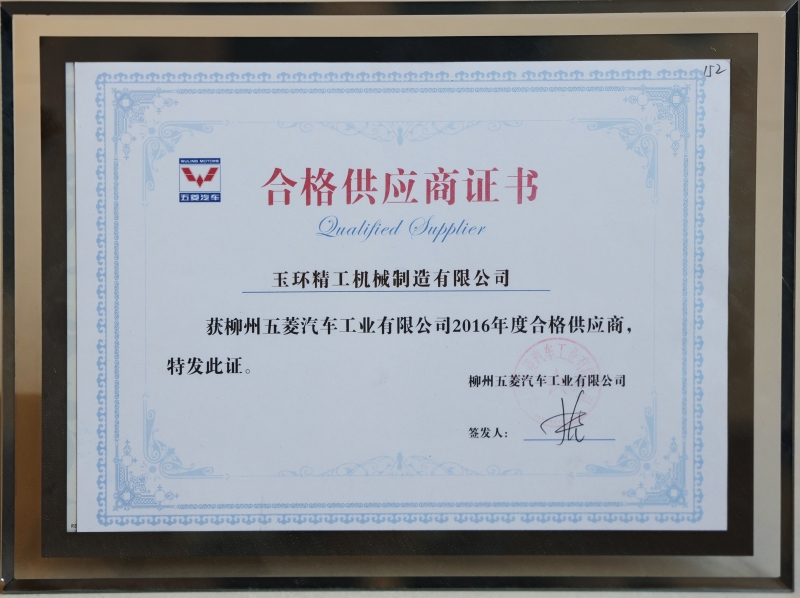 152
WULING MOTORS
五菱汽车
合格供应商证书
Qualified Supplier
玉环精工机械制造有限公司
获柳州五菱汽车工业有限公司2016年度合格供应商，
特发此证。
柳州五菱汽车工业有限公司
签发人：